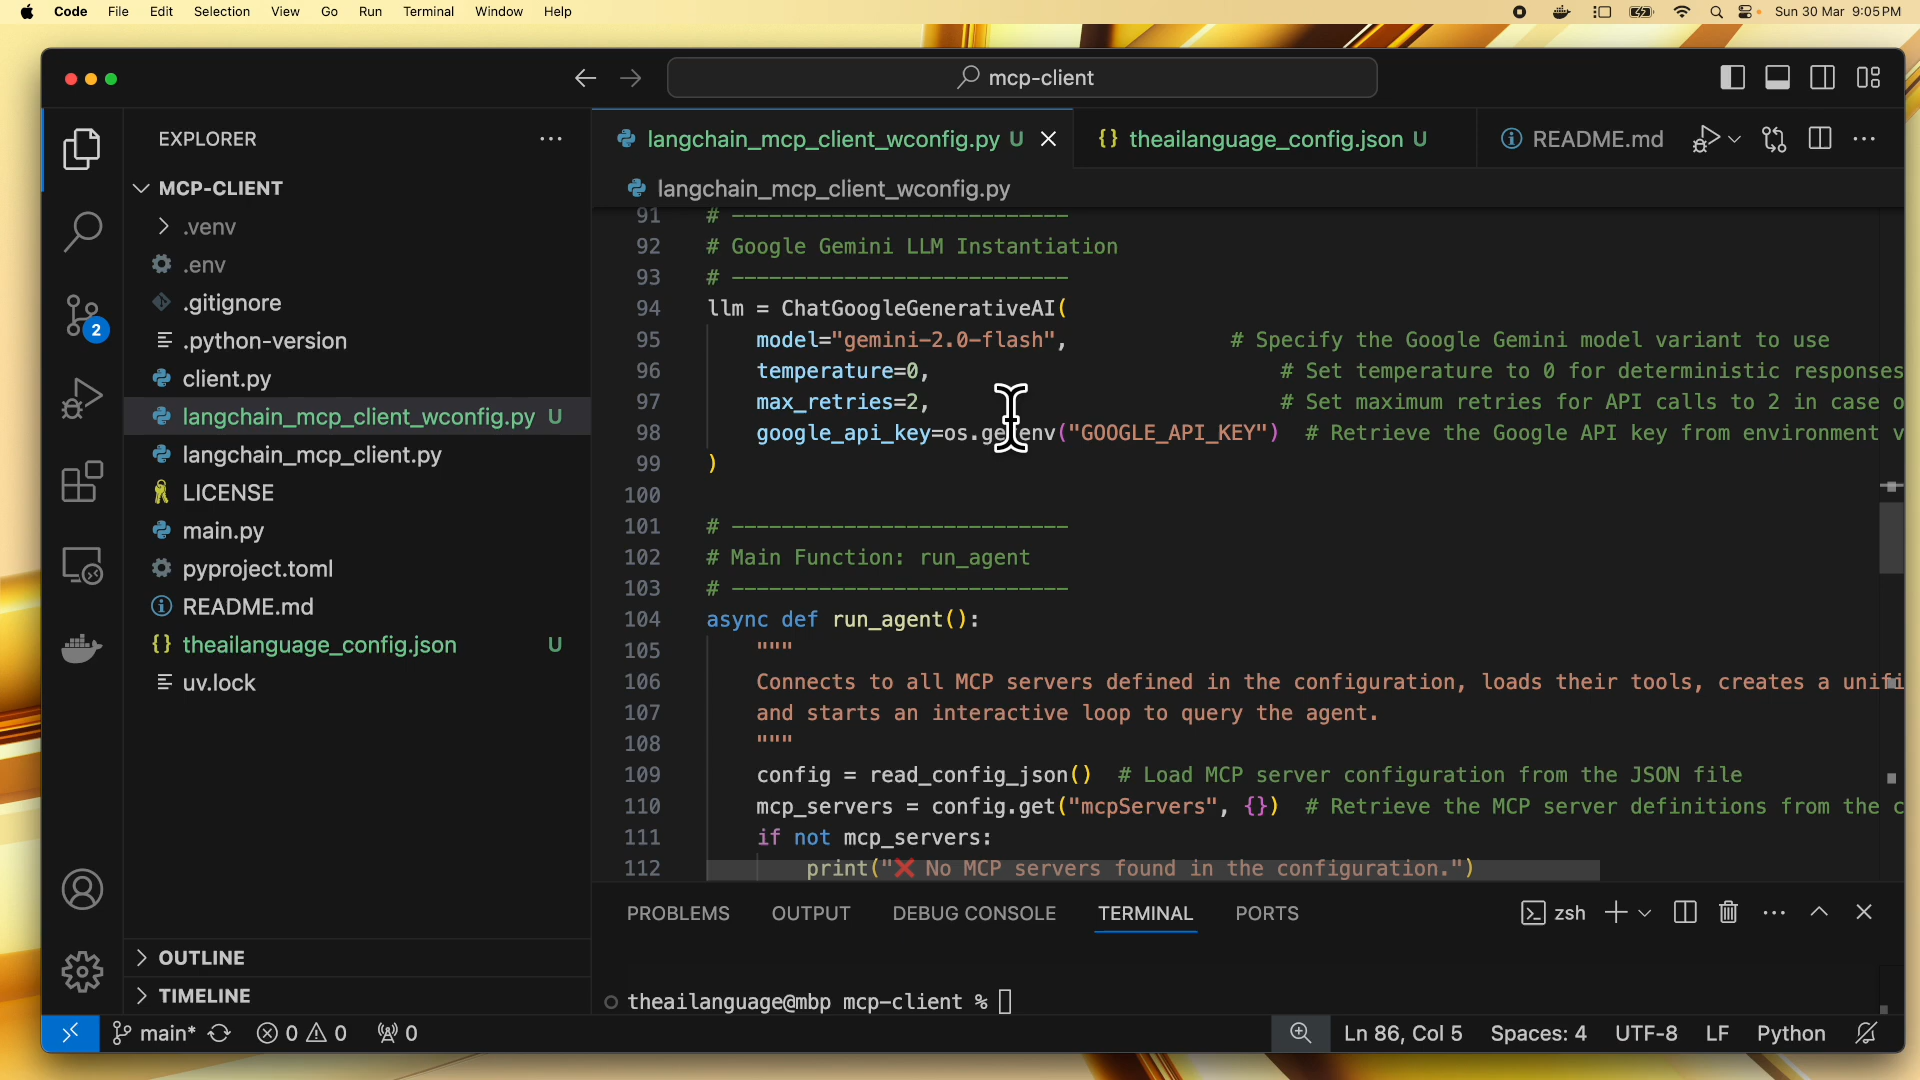 Code File Edit Selection View Go Run Terminal Window Help Sun 30 Mar 9:05 PM
mcp-client
EXPLORER
MCP-CLIENT
.venv
.env
.gitignore
.python-version
client.py
langchain_mcp_client_wconfig.py U
langchain_mcp_client.py
LICENSE
main.py
pyproject.toml
README.md
theailanguage_config.json U
uv.lock
OUTLINE
TIMELINE
2
langchain_mcp_client_wconfig.py U
theailanguage_config.json U
README.md
langchain_mcp_client_wconfig.py
91 # ---------------------------
92 # Google Gemini LLM Instantiation
93 # ---------------------------
94 llm = ChatGoogleGenerativeAI(
95 model="gemini-2.0-flash", # Specify the Google Gemini model variant to use
96 temperature=0, # Set temperature to 0 for deterministic responses
97 max_retries=2, # Set maximum retries for API calls to 2 in case o
98 google_api_key=os.getenv("GOOGLE_API_KEY") # Retrieve the Google API key from environment v
99 )
100
101 # ---------------------------
102 # Main Function: run_agent
103 # ---------------------------
104 async def run_agent():
105 """
106 Connects to all MCP servers defined in the configuration, loads their tools, creates a unifi
107 and starts an interactive loop to query the agent.
108 """
109 config = read_config_json() # Load MCP server configuration from the JSON file
110 mcp_servers = config.get("mcpServers", {}) # Retrieve the MCP server definitions from the c
111 if not mcp_servers:
112 print("❌ No MCP servers found in the configuration.")
PROBLEMS OUTPUT DEBUG CONSOLE TERMINAL PORTS zsh
theailanguage@mbp mcp-client %
main* 0 0 0 Ln 86, Col 5 Spaces: 4 UTF-8 LF Python